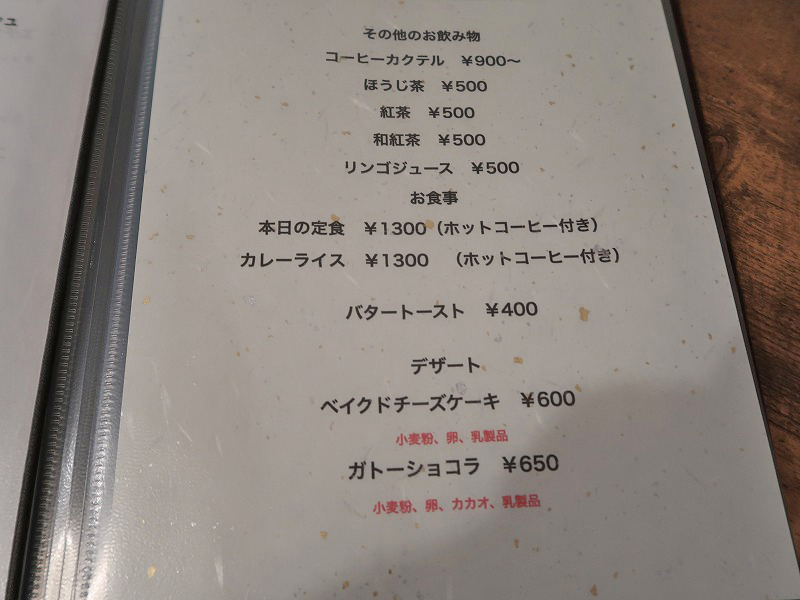 その他のお飲み物
コーヒーカクテル ¥900〜
ほうじ茶 ¥500
紅茶 ¥500
和紅茶 ¥500
リンゴジュース ¥500
お食事
本日の定食 ¥1300(ホットコーヒー付き)
カレーライス ¥1300 (ホットコーヒー付き)
バタートースト ¥400
デザート
ベイクドチーズケーキ ¥600
小麦粉、卵、乳製品
ガトーショコラ ¥650
小麦粉、卵、カカオ、乳製品